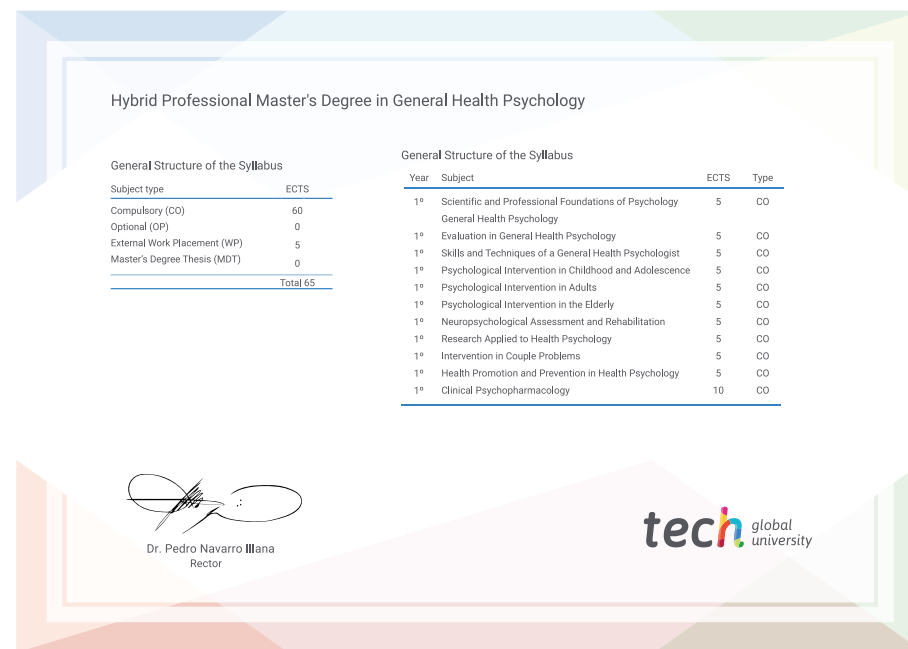 Hybrid Professional Master's Degree in General Health Psychology
General Structure of the Syllabus
Subject type ECTS
Compulsory (CO) 60
Optional (OP) 0
External Work Placement (WP) 5
Master's Degree Thesis (MDT) 0
Total 65
General Structure of the Syllabus
Year Subject ECTS Type
1º Scientific and Professional Foundations of Psychology 5 CO
General Health Psychology
1º Evaluation in General Health Psychology 5 CO
1º Skills and Techniques of a General Health Psychologist 5 CO
1º Psychological Intervention in Childhood and Adolescence 5 CO
1º Psychological Intervention in Adults 5 CO
1º Psychological Intervention in the Elderly 5 CO
1º Neuropsychological Assessment and Rehabilitation 5 CO
1º Research Applied to Health Psychology 5 CO
1º Intervention in Couple Problems 5 CO
1º Health Promotion and Prevention in Health Psychology 5 CO
1º Clinical Psychopharmacology 10 CO
Dr. Pedro Navarro Illana
Rector
tech global
university